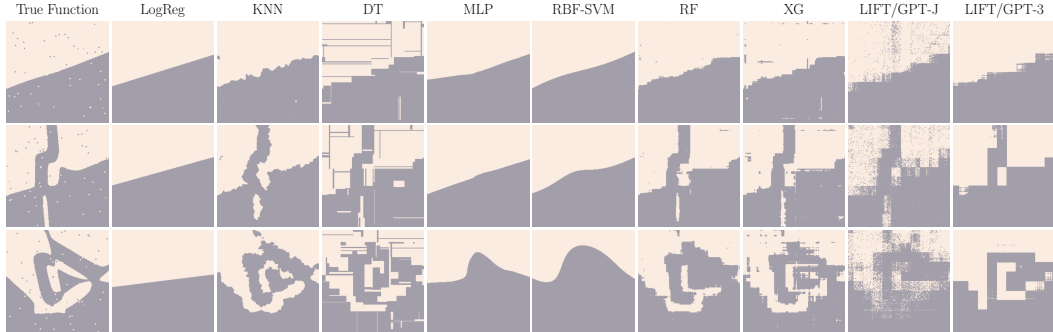 True Function LogReg KNN DT MLP RBF-SVM RF XG LIFT/GPT-J LIFT/GPT-3